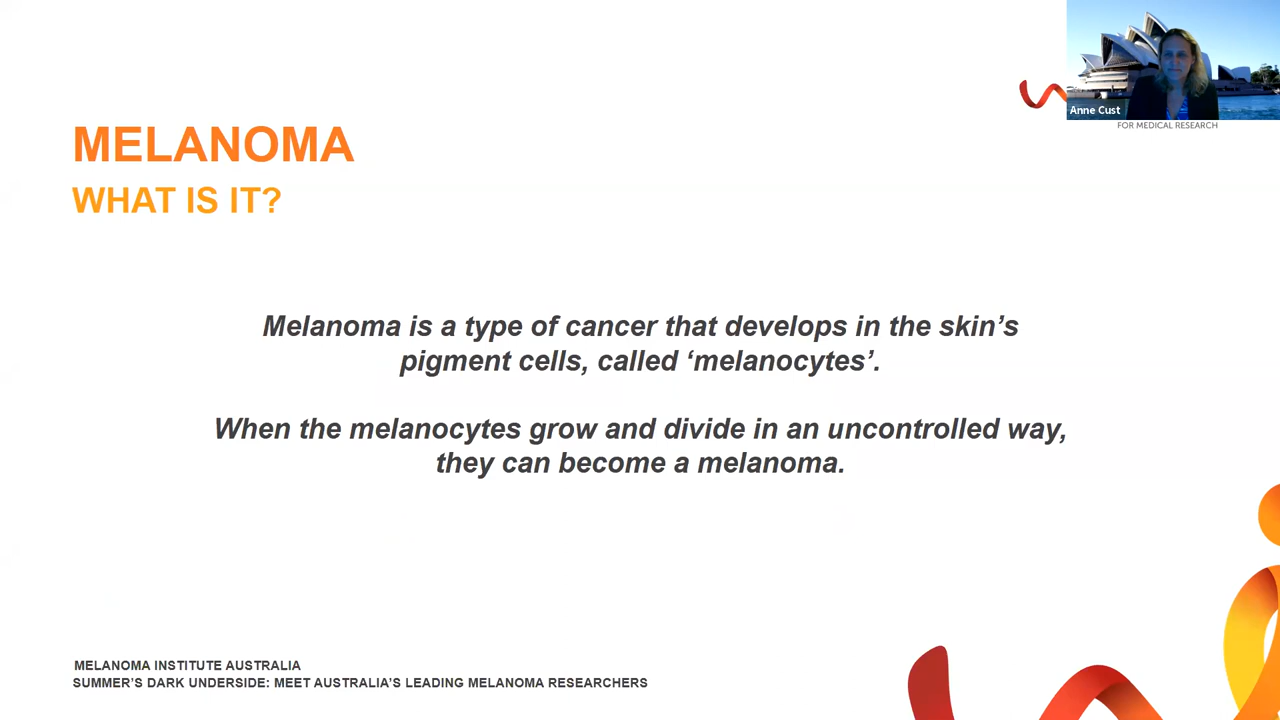 Anne Cust
FOR MEDICAL RESEARCH
MELANOMA
WHAT IS IT?
Melanoma is a type of cancer that develops in the skin’s
pigment cells, called ‘melanocytes’.
When the melanocytes grow and divide in an uncontrolled way,
they can become a melanoma.
MELANOMA INSTITUTE AUSTRALIA
SUMMER’S DARK UNDERSIDE: MEET AUSTRALIA’S LEADING MELANOMA RESEARCHERS